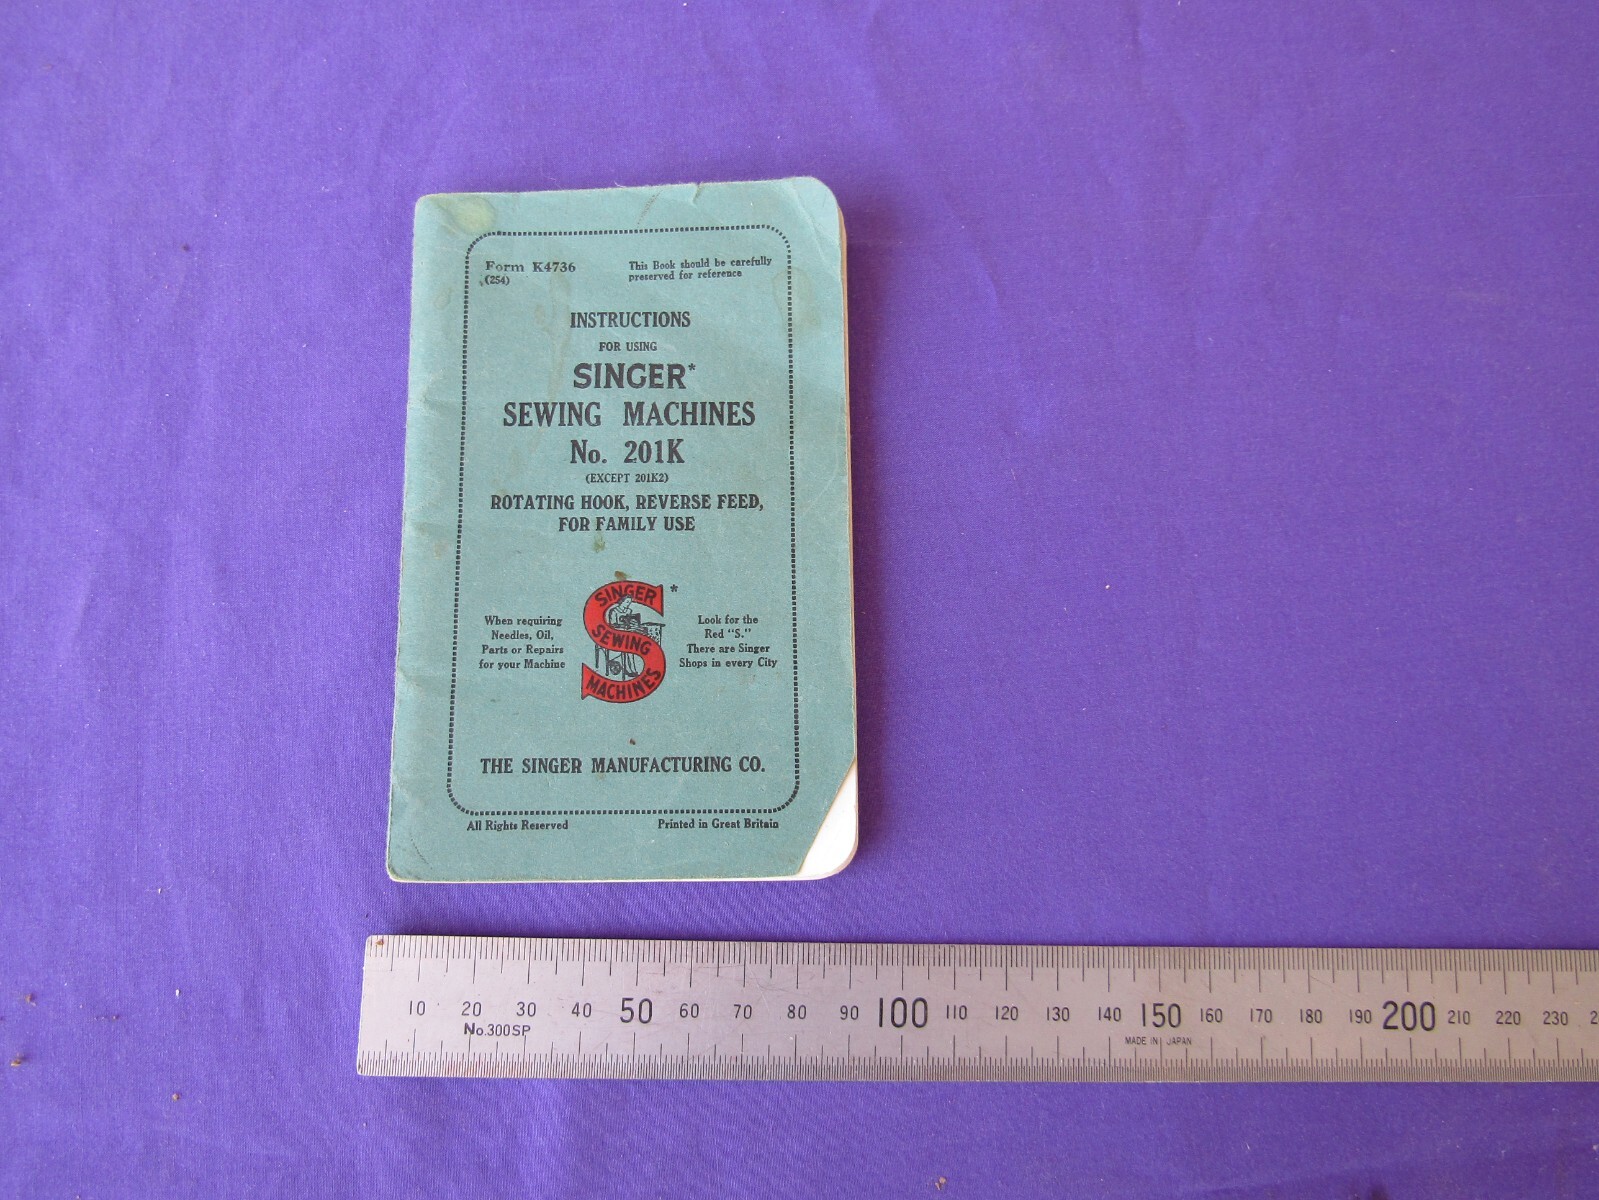 Form K4736
(254)
This Book should be carefully
preserved for reference
INSTRUCTIONS
FOR USING
SINGER*
SEWING MACHINES
No. 201K
(EXCEPT 201K2)
ROTATING HOOK, REVERSE FEED,
FOR FAMILY USE
When requiring
Needles, Oil,
Parts or Repairs
for your Machine
SINGER *
SEWING
MACHINES
Look for the
Red "S."
There are Singer
Shops in every City
THE SINGER MANUFACTURING CO.
All Rights Reserved
Printed in Great Britain
10 20 30 40 50 60 70 80 90 100 110 120 130 140 150 160 170 180 190 200 210 220 230 2
No.300SP
MADE IN JAPAN